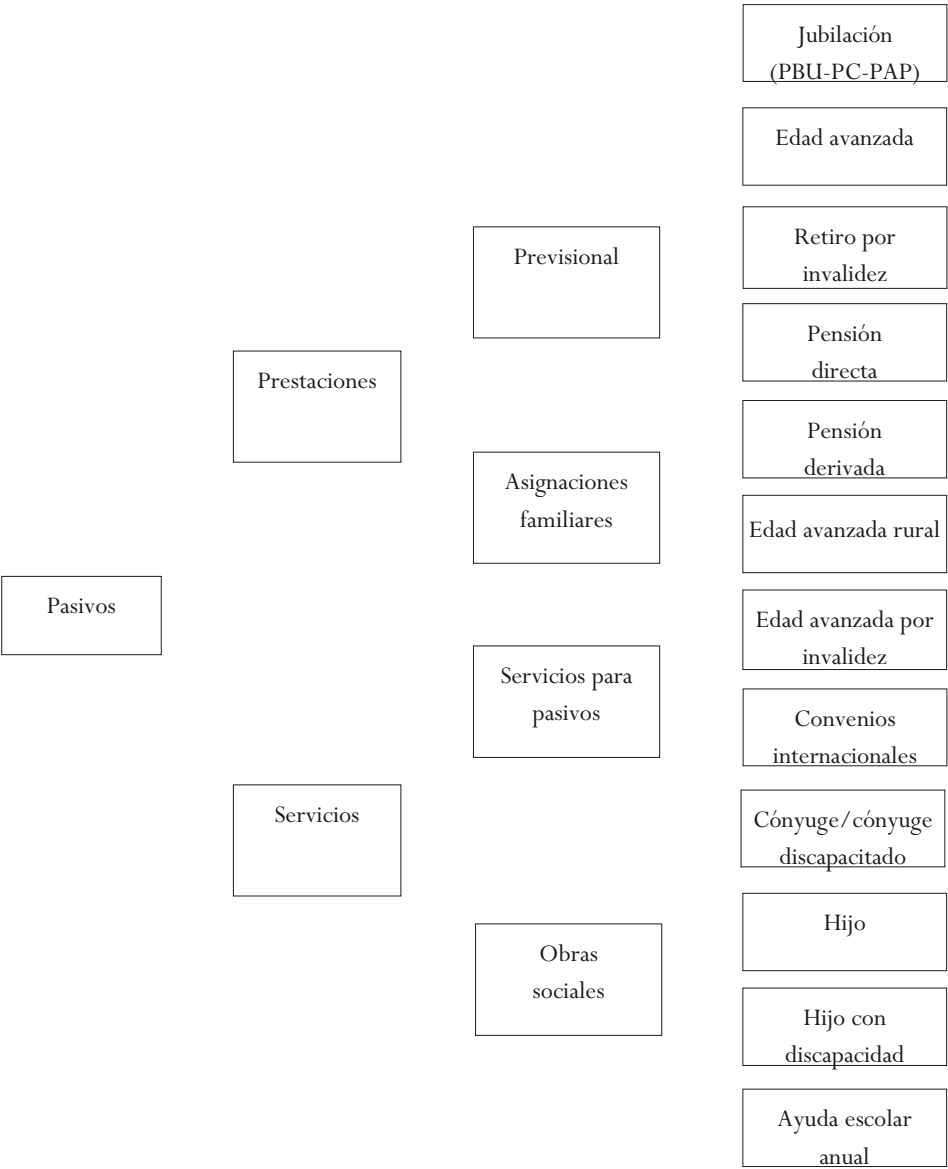 Pasivos
Prestaciones
Servicios
Previsional
Asignaciones
familiares
Servicios para
pasivos
Obras
sociales
Jubilación
(PBU-PC-PAP)
Edad avanzada
Retiro por
invalidez
Pensión
directa
Pensión
derivada
Edad avanzada rural
Edad avanzada por
invalidez
Convenios
internacionales
Cónyuge/cónyuge
discapacitado
Hijo
Hijo con
discapacidad
Ayuda escolar
anual